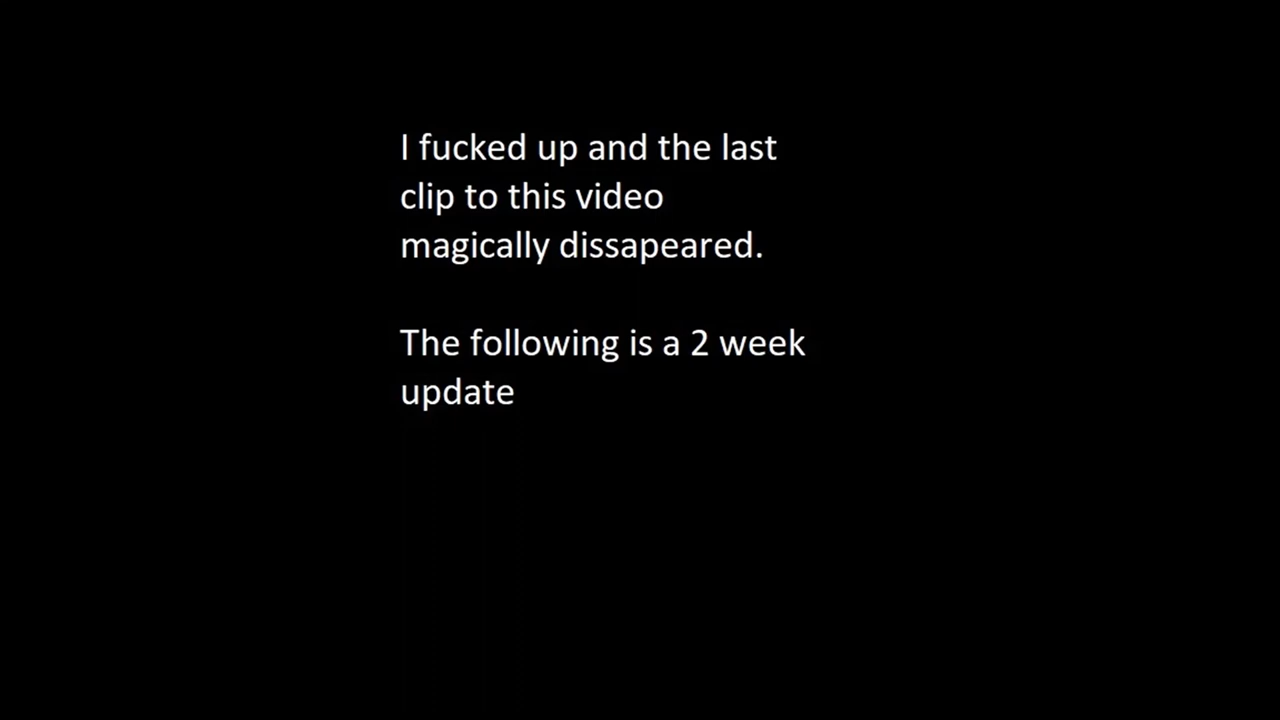 I fucked up and the last
clip to this video
magically dissapeared.
The following is a 2 week
update